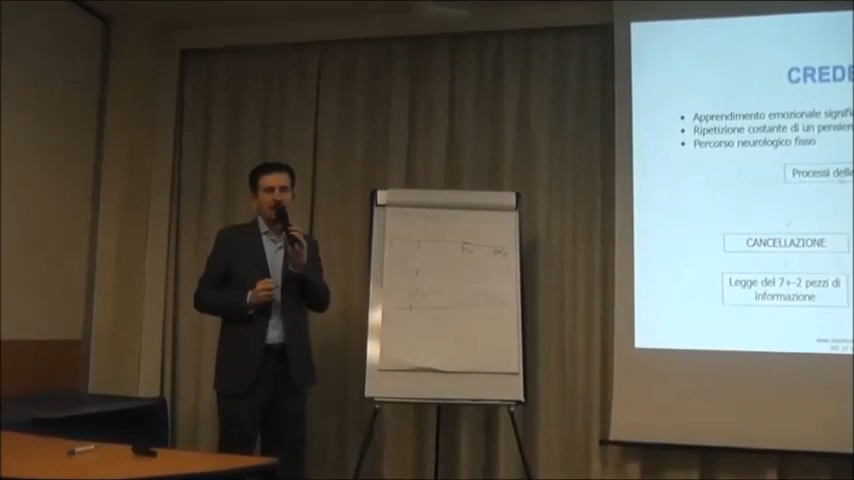 CREDE
Apprendimento emozionale signifi
Ripetizione costante di un pensier
Percorso neurologico fisso
Processi delle
CANCELLAZIONE
Legge del 7+-2 pezzi di
informazione